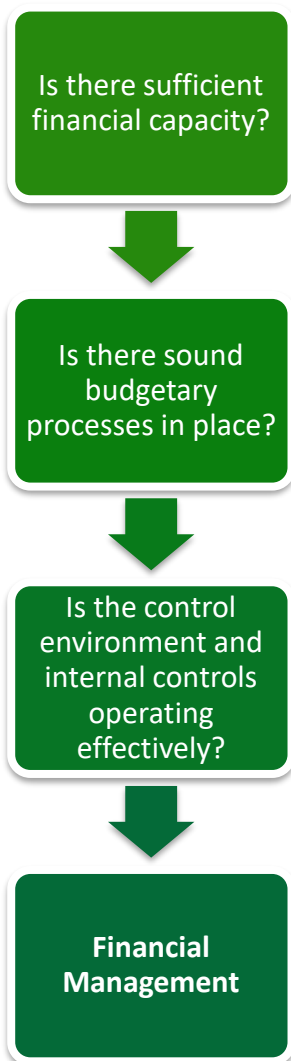 Is there sufficient
financial capacity?
Is there sound
budgetary
processes in place?
Is the control
environment and
internal controls
operating
effectively?
Financial
Management